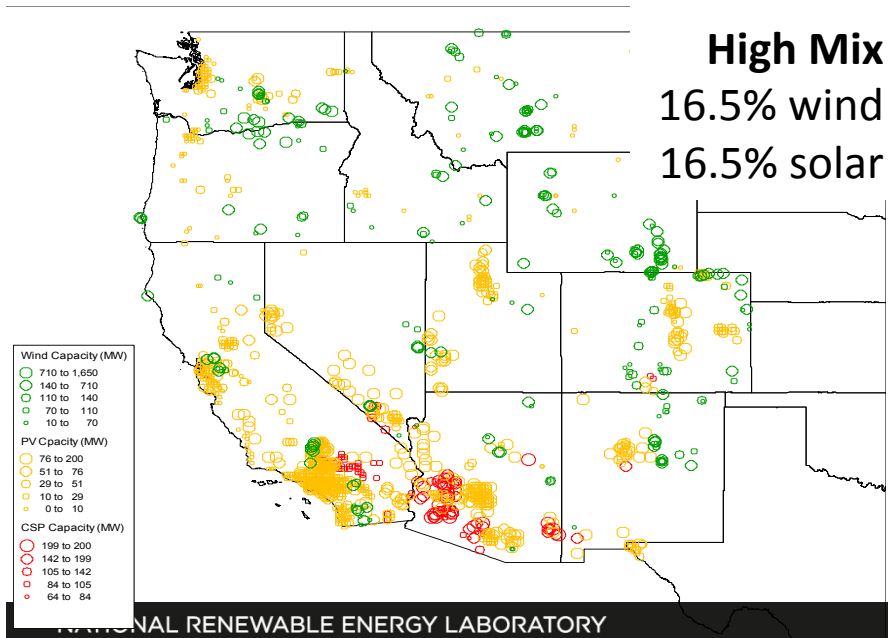 High Mix
16.5% wind
16.5% solar
Wind Capacity (MW)
710 to 1,650
140 to 710
110 to 140
70 to 110
10 to 70
PV Cpacity (MW)
76 to 200
51 to 76
29 to 51
10 to 29
0 to 10
CSP Capacity (MW)
199 to 200
142 to 199
105 to 142
84 to 105
64 to 84
NATIONAL RENEWABLE ENERGY LABORATORY